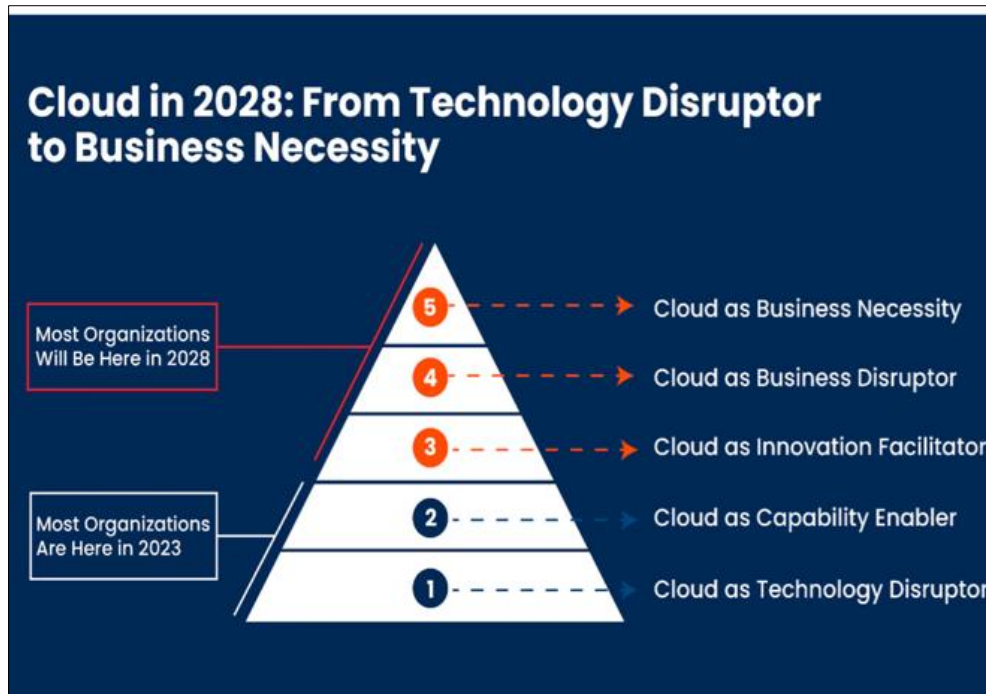 Cloud in 2028: From Technology Disruptor
to Business Necessity
5
Cloud as Business Necessity
Most Organizations
Will Be Here in 2028
4
Cloud as Business Disruptor
3
Cloud as Innovation Facilitator
Most Organizations
Are Here in 2023
2
Cloud as Capability Enabler
1
Cloud as Technology Disruptor